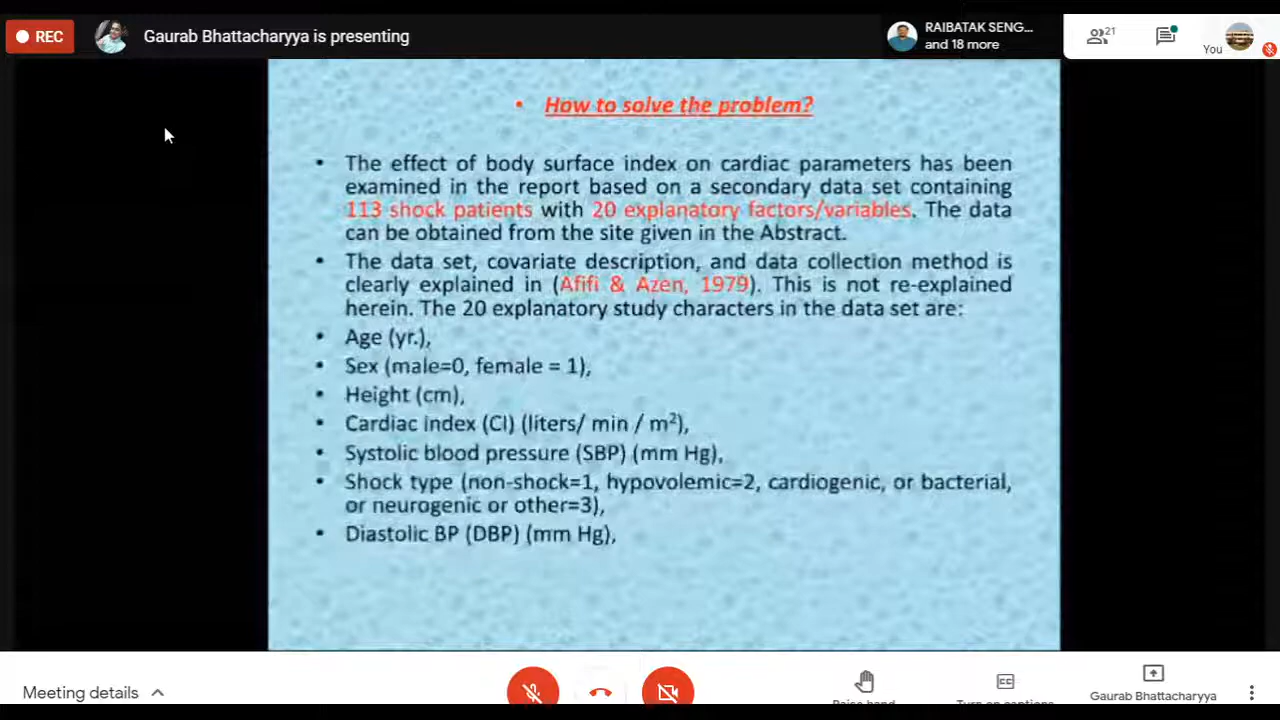 REC
Gaurab Bhattacharyya is presenting
RAIBATAK SENG...
and 18 more
21
You
• How to solve the problem?
• The effect of body surface index on cardiac parameters has been
examined in the report based on a secondary data set containing
113 shock patients with 20 explanatory factors/variables. The data
can be obtained from the site given in the Abstract.
• The data set, covariate description, and data collection method is
clearly explained in (Afifi & Azen, 1979). This is not re-explained
herein. The 20 explanatory study characters in the data set are:
• Age (yr.),
• Sex (male=0, female = 1),
• Height (cm),
• Cardiac index (CI) (liters/ min / m²),
• Systolic blood pressure (SBP) (mm Hg),
• Shock type (non-shock=1, hypovolemic=2, cardiogenic, or bacterial,
or neurogenic or other=3),
• Diastolic BP (DBP) (mm Hg),
Meeting details
Raise hand
CC
Turn on captions
Gaurab Bhattacharyya